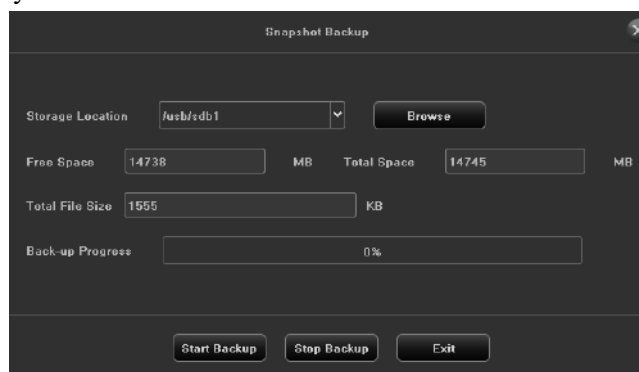 Snapshot Backup
Storage Location /usb/sdb1 Browse
Free Space 14738 MB Total Space 14745 MB
Total File Size 1555 KB
Back-up Progress 0%
Start Backup Stop Backup Exit